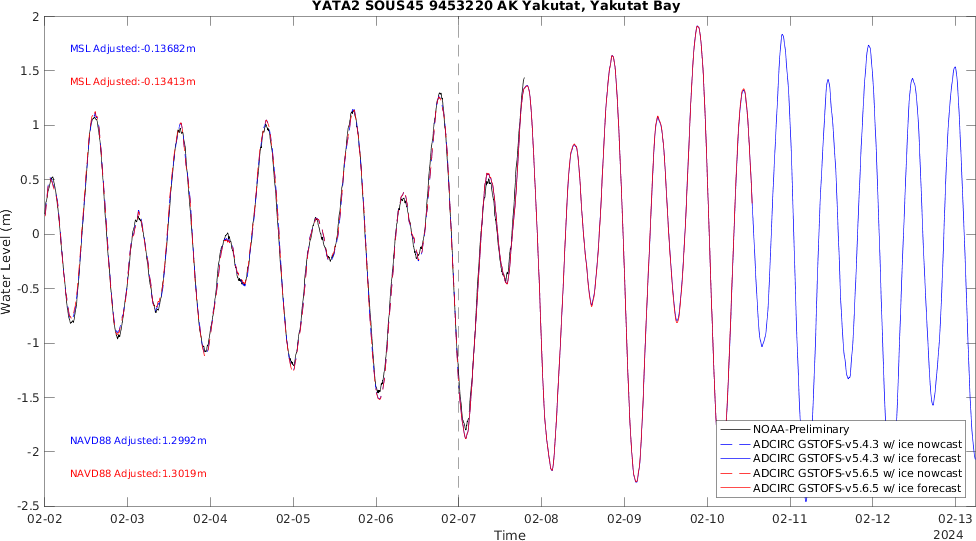 YATA2 SOUS45 9453220 AK Yakutat, Yakutat Bay
MSL Adjusted:-0.13682m
MSL Adjusted:-0.13413m
NAVD88 Adjusted:1.2992m
NAVD88 Adjusted:1.3019m
Water Level (m)
2
1.5
1
0.5
0
-0.5
-1
-1.5
-2
-2.5
NOAA-Preliminary
ADCIRC GSTOFS-v5.4.3 w/ ice nowcast
ADCIRC GSTOFS-v5.4.3 w/ ice forecast
ADCIRC GSTOFS-v5.6.5 w/ ice nowcast
ADCIRC GSTOFS-v5.6.5 w/ ice forecast
02-02 02-03 02-04 02-05 02-06 02-07 02-08 02-09 02-10 02-11 02-12 02-13
Time
2024